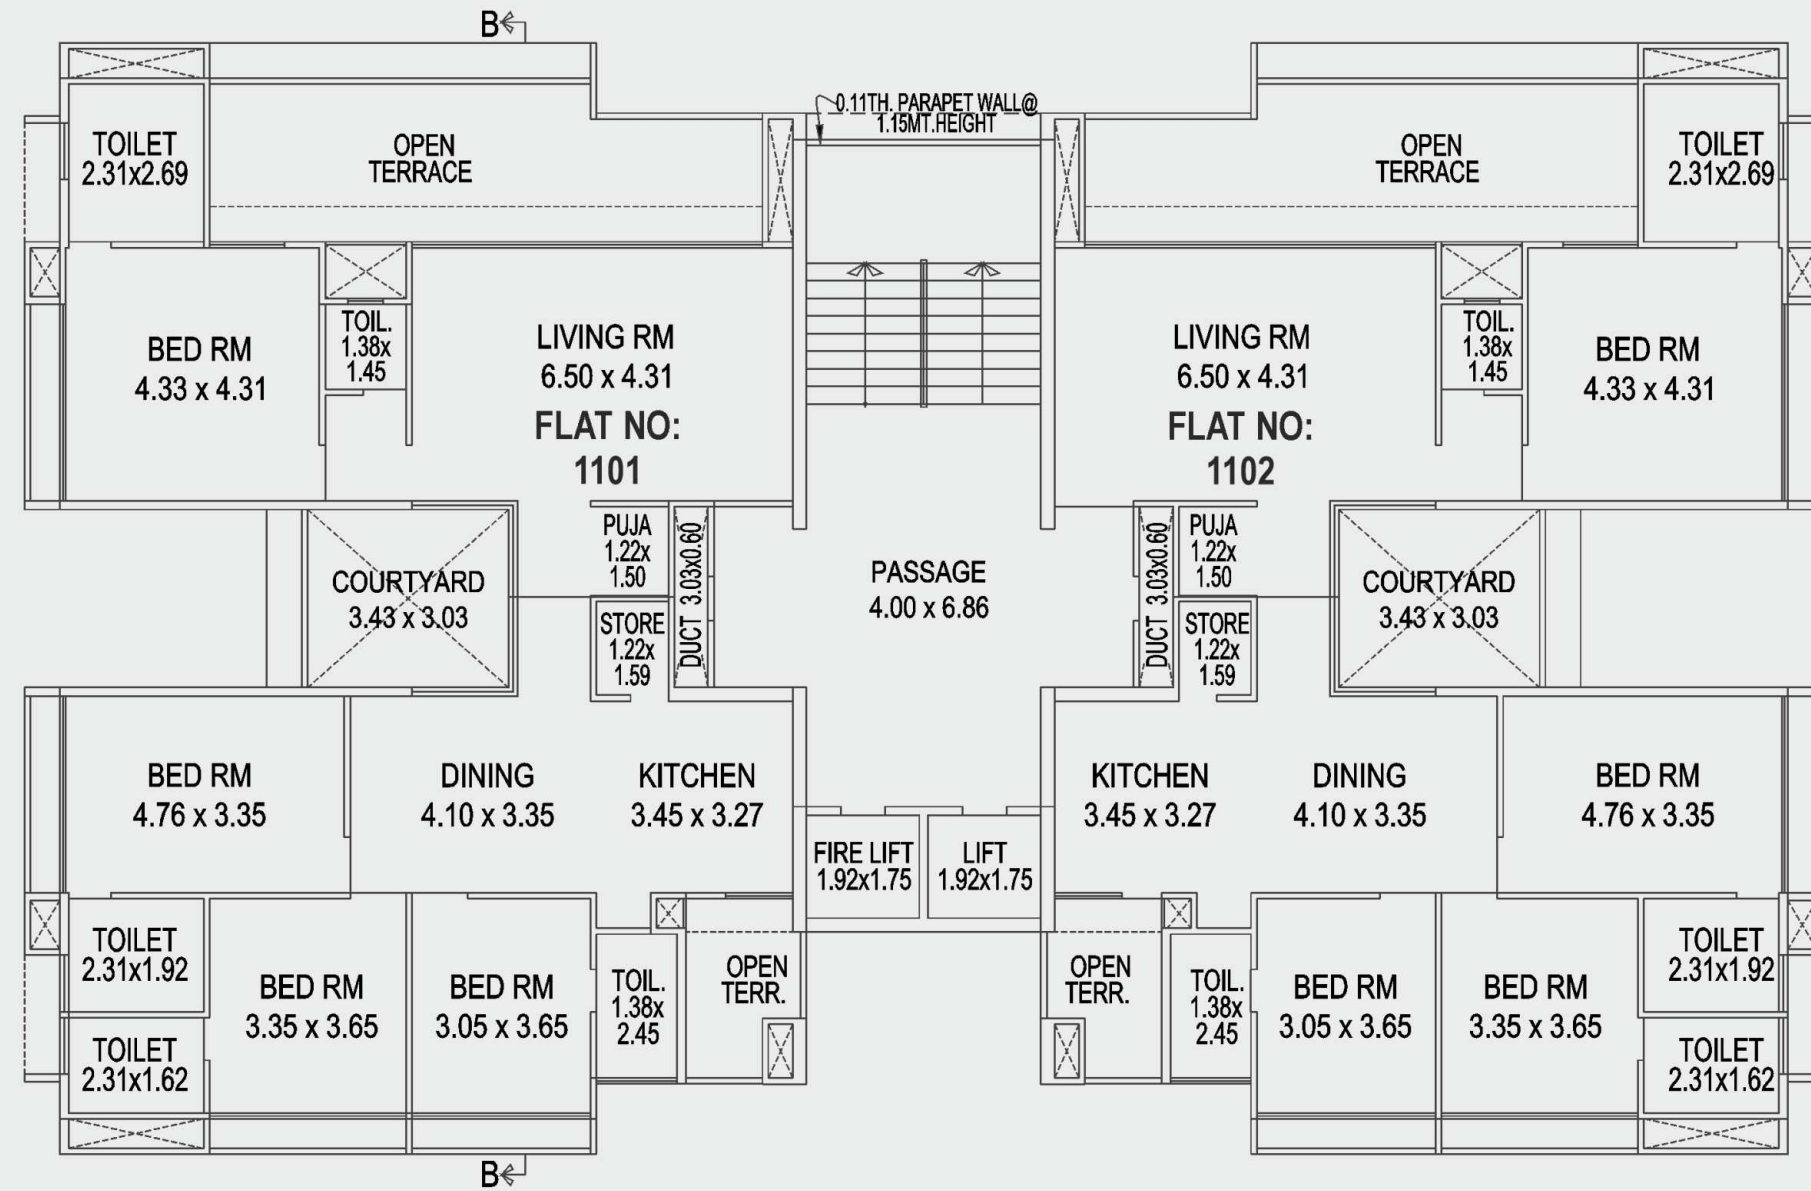 B
0.11TH. PARAPET WALL@
1.15MT.HEIGHT
TOILET
2.31x2.69
OPEN
TERRACE
OPEN
TERRACE
TOILET
2.31x2.69
BED RM
4.33 x 4.31
TOIL.
1.38x
1.45
LIVING RM
6.50 x 4.31
FLAT NO:
1101
LIVING RM
6.50 x 4.31
FLAT NO:
1102
TOIL.
1.38x
1.45
BED RM
4.33 x 4.31
COURTYARD
3.43 x 3.03
PUJA
1.22x
1.50
STORE
1.22x
1.59
DUCT 3.03x0.60
PASSAGE
4.00 x 6.86
DUCT 3.03x0.60
PUJA
1.22x
1.50
STORE
1.22x
1.59
COURTYARD
3.43 x 3.03
BED RM
4.76 x 3.35
DINING
4.10 x 3.35
KITCHEN
3.45 x 3.27
FIRE LIFT
1.92x1.75
LIFT
1.92x1.75
KITCHEN
3.45 x 3.27
DINING
4.10 x 3.35
BED RM
4.76 x 3.35
TOILET
2.31x1.92
TOILET
2.31x1.62
BED RM
3.35 x 3.65
BED RM
3.05 x 3.65
TOIL.
1.38x
2.45
OPEN
TERR.
OPEN
TERR.
TOIL.
1.38x
2.45
BED RM
3.05 x 3.65
BED RM
3.35 x 3.65
TOILET
2.31x1.92
TOILET
2.31x1.62
B